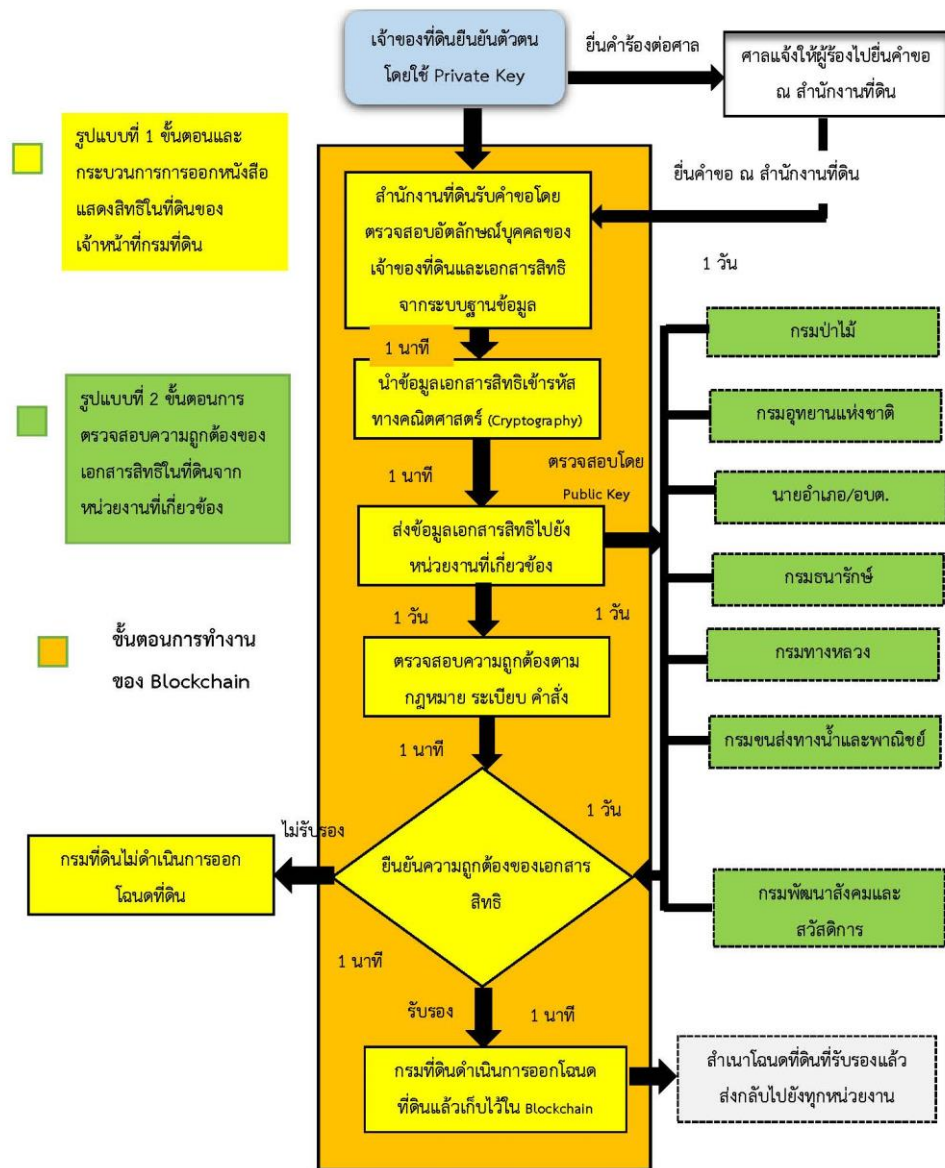 เจ้าของที่ดินยืนยันตัวตน
โดยใช้ Private Key
ยื่นคำร้องต่อศาล
ศาลแจ้งให้ผู้ร้องไปยื่นคำขอ
ณ สำนักงานที่ดิน
รูปแบบที่ 1 ขั้นตอนและ
กระบวนการการออกหนังสือ
แสดงสิทธิในที่ดินของ
เจ้าหน้าที่กรมที่ดิน
ยื่นคำขอ ณ สำนักงานที่ดิน
สำนักงานที่ดินรับคำขอโดย
ตรวจสอบอัตลักษณ์บุคคลของ
เจ้าของที่ดินและเอกสารสิทธิ
จากระบบฐานข้อมูล
1 วัน
1 นาที
กรมป่าไม้
นำข้อมูลเอกสารสิทธิเข้ารหัส
ทางคณิตศาสตร์ (Cryptography)
กรมอุทยานแห่งชาติ
รูปแบบที่ 2 ขั้นตอนการ
ตรวจสอบความถูกต้องของ
เอกสารสิทธิในที่ดินจาก
หน่วยงานที่เกี่ยวข้อง
1 นาที
ตรวจสอบโดย
Public Key
นายอำเภอ/อบต.
ส่งข้อมูลเอกสารสิทธิไปยัง
หน่วยงานที่เกี่ยวข้อง
กรมธนารักษ์
1 วัน
1 วัน
ขั้นตอนการทำงาน
ของ Blockchain
ตรวจสอบความถูกต้องตาม
กฎหมาย ระเบียบ คำสั่ง
กรมทางหลวง
1 นาที
กรมขนส่งทางน้ำและพาณิชย์
1 วัน
ไม่รับรอง
กรมที่ดินไม่ดำเนินการออก
โฉนดที่ดิน
ยืนยันความถูกต้องของเอกสาร
สิทธิ
กรมพัฒนาสังคมและ
สวัสดิการ
1 นาที
รับรอง
1 นาที
กรมที่ดินดำเนินการออกโฉนด
ที่ดินแล้วเก็บไว้ใน Blockchain
สำเนาโฉนดที่ดินที่รับรองแล้ว
ส่งกลับไปยังทุกหน่วยงาน